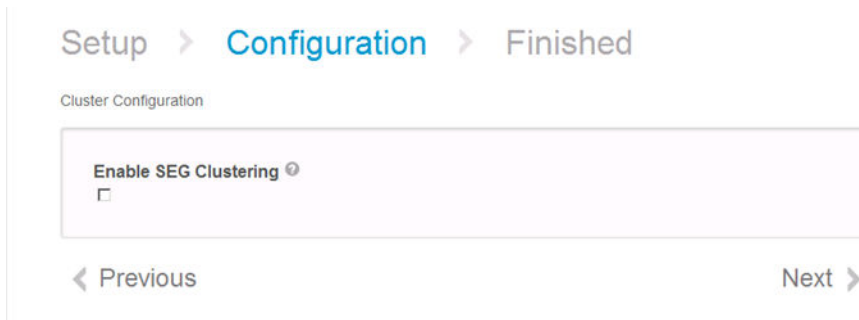 Setup > Configuration > Finished
Cluster Configuration
Enable SEG Clustering ?
Previous Next